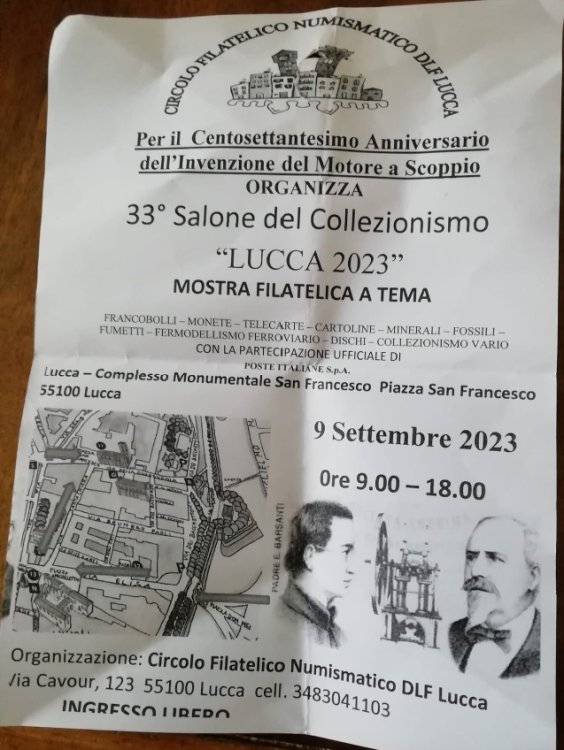 CIRCOLO FILATELICO NUMISMATICO DLF LUCCA
Per il Centosettantesimo Anniversario
dell'Invenzione del Motore a Scoppio
ORGANIZZA
33° Salone del Collezionismo
"LUCCA 2023"
MOSTRA FILATELICA A TEMA
FRANCOBOLLI – MONETE – TELECARTE – CARTOLINE – MINERALI – FOSSILI –
FUMETTI – FERMODELLISMO FERROVIARIO – DISCHI – COLLEZIONISMO VARIO
CON LA PARTECIPAZIONE UFFICIALE DI
POSTE ITALIANE S.p.A.
Lucca – Complesso Monumentale San Francesco Piazza San Francesco
55100 Lucca
9 Settembre 2023
0re 9.00 – 18.00
PADRE E. BARSANTI
Organizzazione: Circolo Filatelico Numismatico DLF Lucca
Via Cavour, 123 55100 Lucca cell. 3483041103
INGRESSO LIBERO